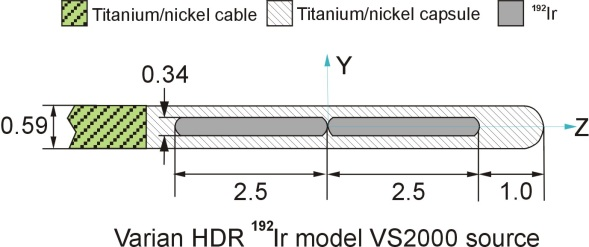 Titanium/nickel cable Titanium/nickel capsule ¹⁹²Ir
Y
0.34
0.59
Z
2.5 2.5 1.0
Varian HDR ¹⁹²Ir model VS2000 source